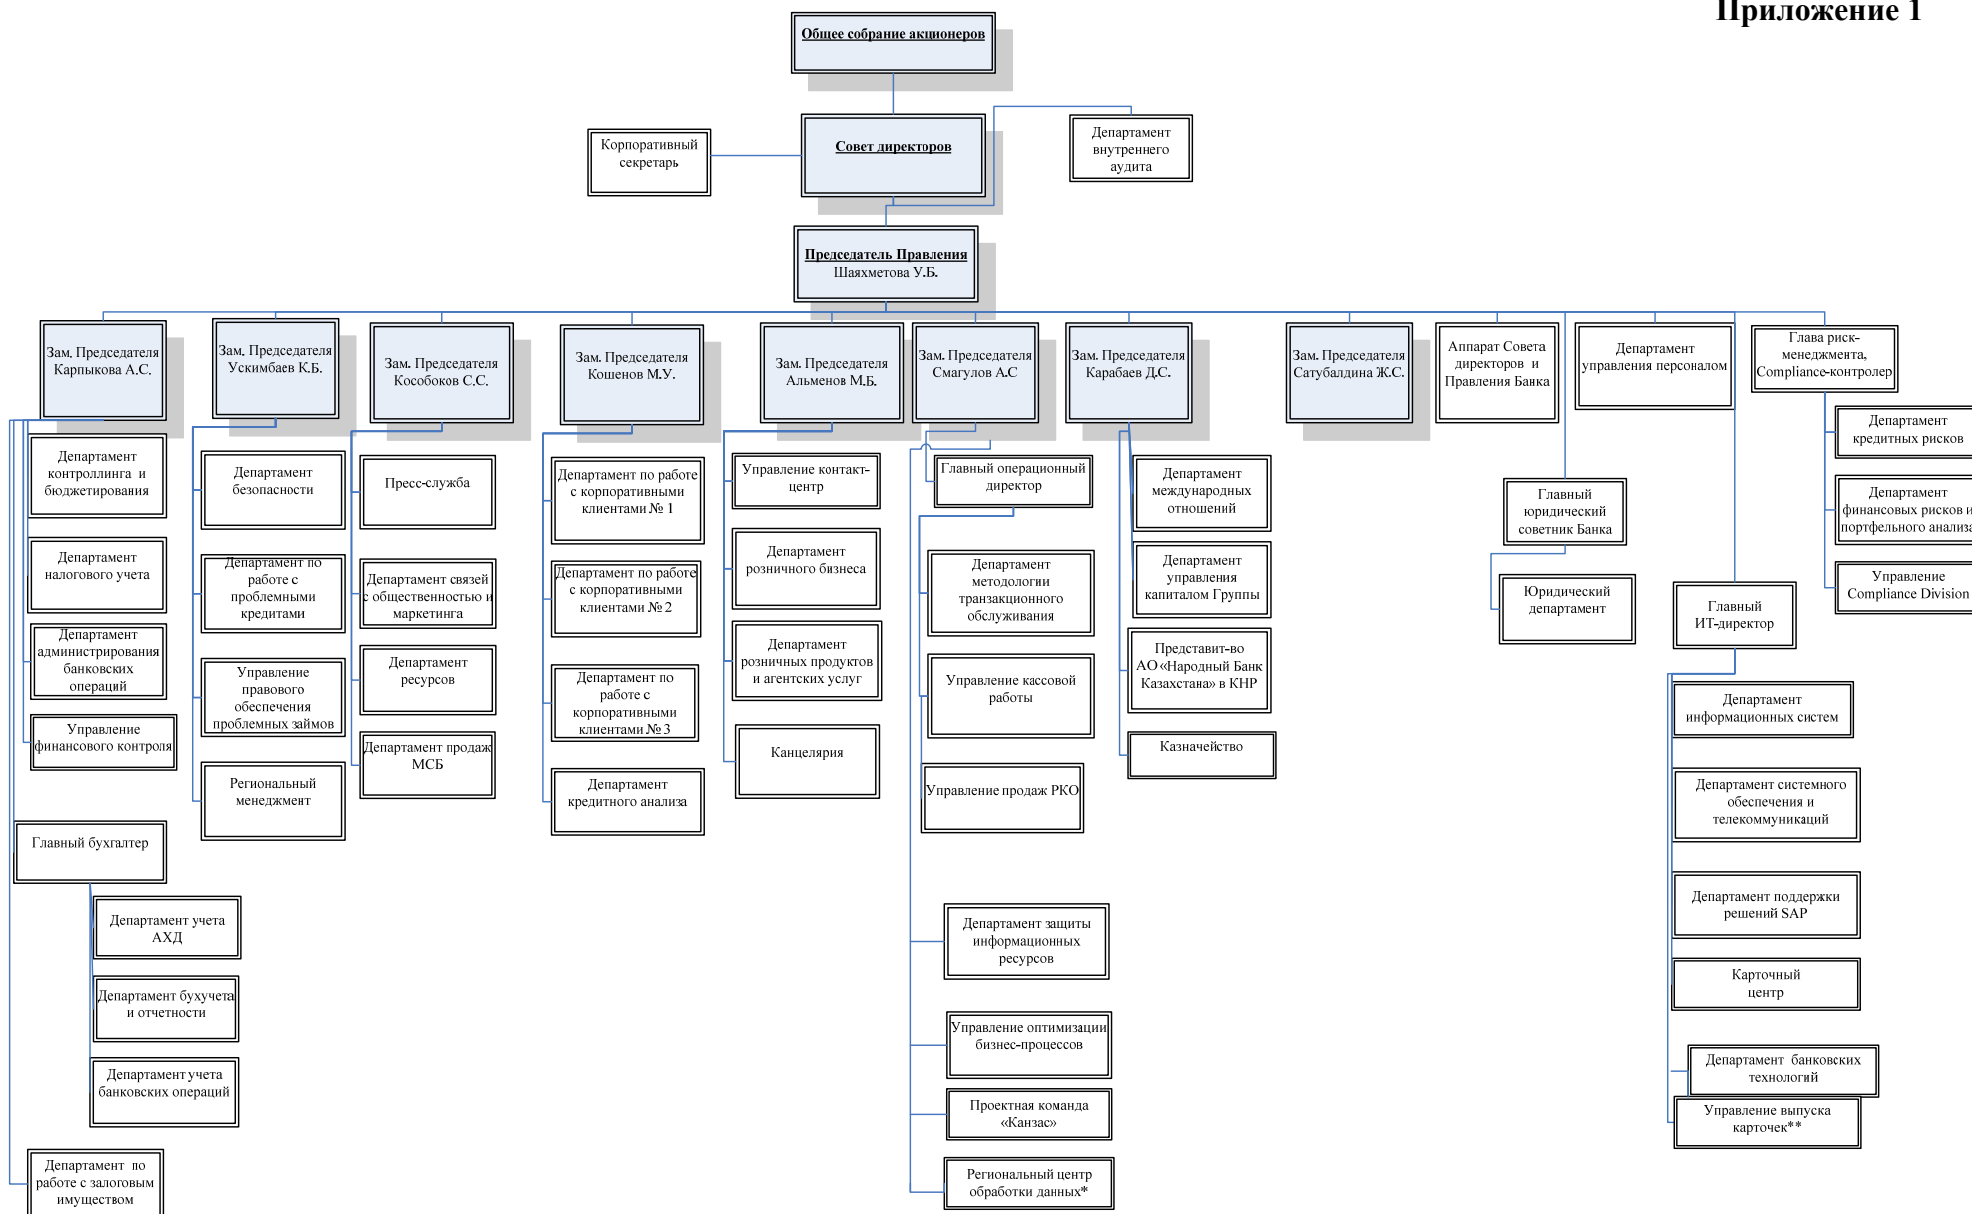 Приложение 1
Общее собрание акционеров
Корпоративный
секретарь
Совет директоров
Департамент
внутреннего
аудита
Председатель Правления
Шаяхметова У.Б.
Зам. Председателя
Карпыкова А.С.
Зам. Председателя
Ускимбаев К.Б.
Зам. Председателя
Кособоков С.С.
Зам. Председателя
Кошенов М.У.
Зам. Председателя
Альменов М.Б.
Зам. Председателя
Смагулов А.С
Зам. Председателя
Карабаев Д.С.
Зам. Председателя
Сатубалдина Ж.С.
Аппарат Совета
директоров и
Правления Банка
Департамент
управления персоналом
Глава риск-
менеджмента,
Compliance-контролер
Департамент
контроллинга и
бюджетирования
Департамент
налогового учета
Департамент
администрирования
банковских
операций
Управление
финансового контроля
Главный бухгалтер
Департамент учета
АХД
Департамент бухучета
и отчетности
Департамент учета
банковских операций
Департамент по
работе с залоговым
имуществом
Департамент
безопасности
Департамент по
работе с
проблемными
кредитами
Управление
правового
обеспечения
проблемных займов
Региональный
менеджмент
Пресс-служба
Департамент связей
с общественностью и
маркетинга
Департамент
ресурсов
Департамент продаж
МСБ
Департамент по работе
с корпоративными
клиентами № 1
Департамент по работе
с корпоративными
клиентами № 2
Департамент по
работе с
корпоративными
клиентами № 3
Департамент
кредитного анализа
Управление контакт-
центр
Департамент
розничного бизнеса
Департамент
розничных продуктов
и агентских услуг
Канцелярия
Главный операционный
директор
Департамент
методологии
транзакционного
обслуживания
Управление кассовой
работы
Управление продаж РКО
Департамент защиты
информационных
ресурсов
Управление оптимизации
бизнес-процессов
Проектная команда
«Канзас»
Региональный центр
обработки данных*
Департамент
международных
отношений
Департамент
управления
капиталом Группы
Представит-во
АО «Народный Банк
Казахстана» в КНР
Казначейство
Главный
юридический
советник Банка
Юридический
департамент
Главный
ИТ-директор
Департамент
информационных систем
Департамент системного
обеспечения и
телекоммуникаций
Департамент поддержки
решений SAP
Карточный
центр
Департамент банковских
технологий
Управление выпуска
карточек**
Департамент
кредитных рисков
Департамент
финансовых рисков и
портфельного анализа
Управление
Compliance Division